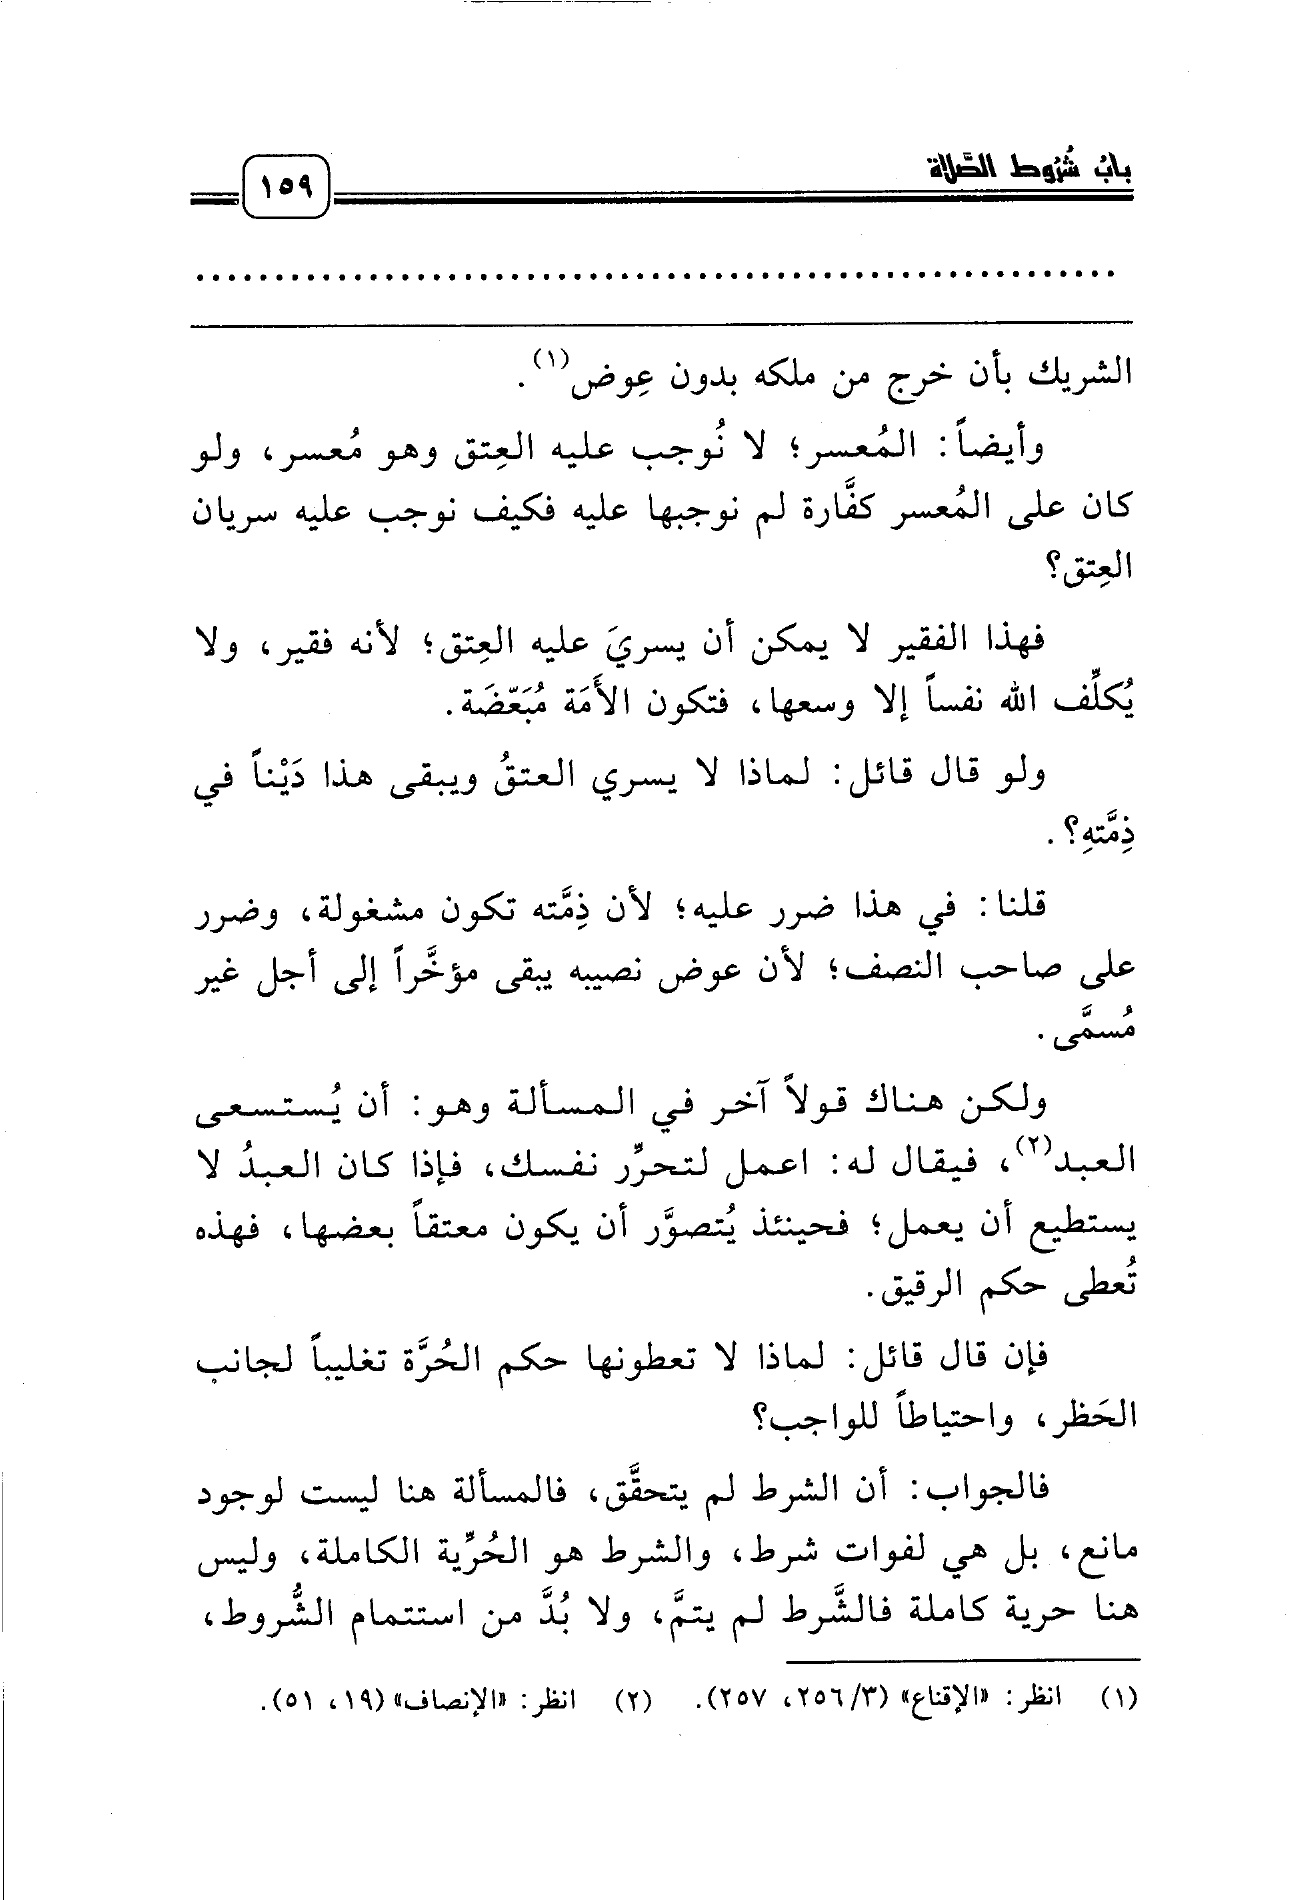 بابُ شُرُوط الصَّلاة
١٥٩
الشريك بأن خرج من ملكه بدون عِوض(١).
وأيضاً: المُعسر؛ لا نُوجب عليه العِتق وهو مُعسر، ولو
كان على المُعسر كفَّارة لم نوجبها عليه فكيف نوجب عليه سريان
العِتق؟
فهذا الفقير لا يمكن أن يسريَ عليه العِتق؛ لأنه فقير، ولا
يُكلِّف الله نفساً إلا وسعها، فتكون الأَمَة مُبَعّضَة.
ولو قال قائل: لماذا لا يسري العتقُ ويبقى هذا دَيْناً في
ذِمَّتهِ؟.
قلنا: في هذا ضرر عليه؛ لأن ذِمَّته تكون مشغولة، وضرر
على صاحب النصف؛ لأن عوض نصيبه يبقى مؤخَّراً إلى أجل غير
مُسمَّى.
ولكن هناك قولاً آخر في المسألة وهو: أن يُستسعى
العبد(٢)، فيقال له: اعمل لتحرِّر نفسك، فإذا كان العبدُ لا
يستطيع أن يعمل؛ فحينئذ يُتصوَّر أن يكون معتقاً بعضها، فهذه
تُعطى حكم الرقيق.
فإن قال قائل: لماذا لا تعطونها حكم الحُرَّة تغليباً لجانب
الحَظر، واحتياطاً للواجب؟
فالجواب: أن الشرط لم يتحقَّق، فالمسألة هنا ليست لوجود
مانع، بل هي لفوات شرط، والشرط هو الحُرِّية الكاملة، وليس
هنا حرية كاملة فالشَّرط لم يتمَّ، ولا بُدَّ من استتمام الشُّروط،
(١) انظر: «الإقناع» (٣/ ٢٥٦، ٢٥٧). (٢) انظر: «الإنصاف» (١٩، ٥١).